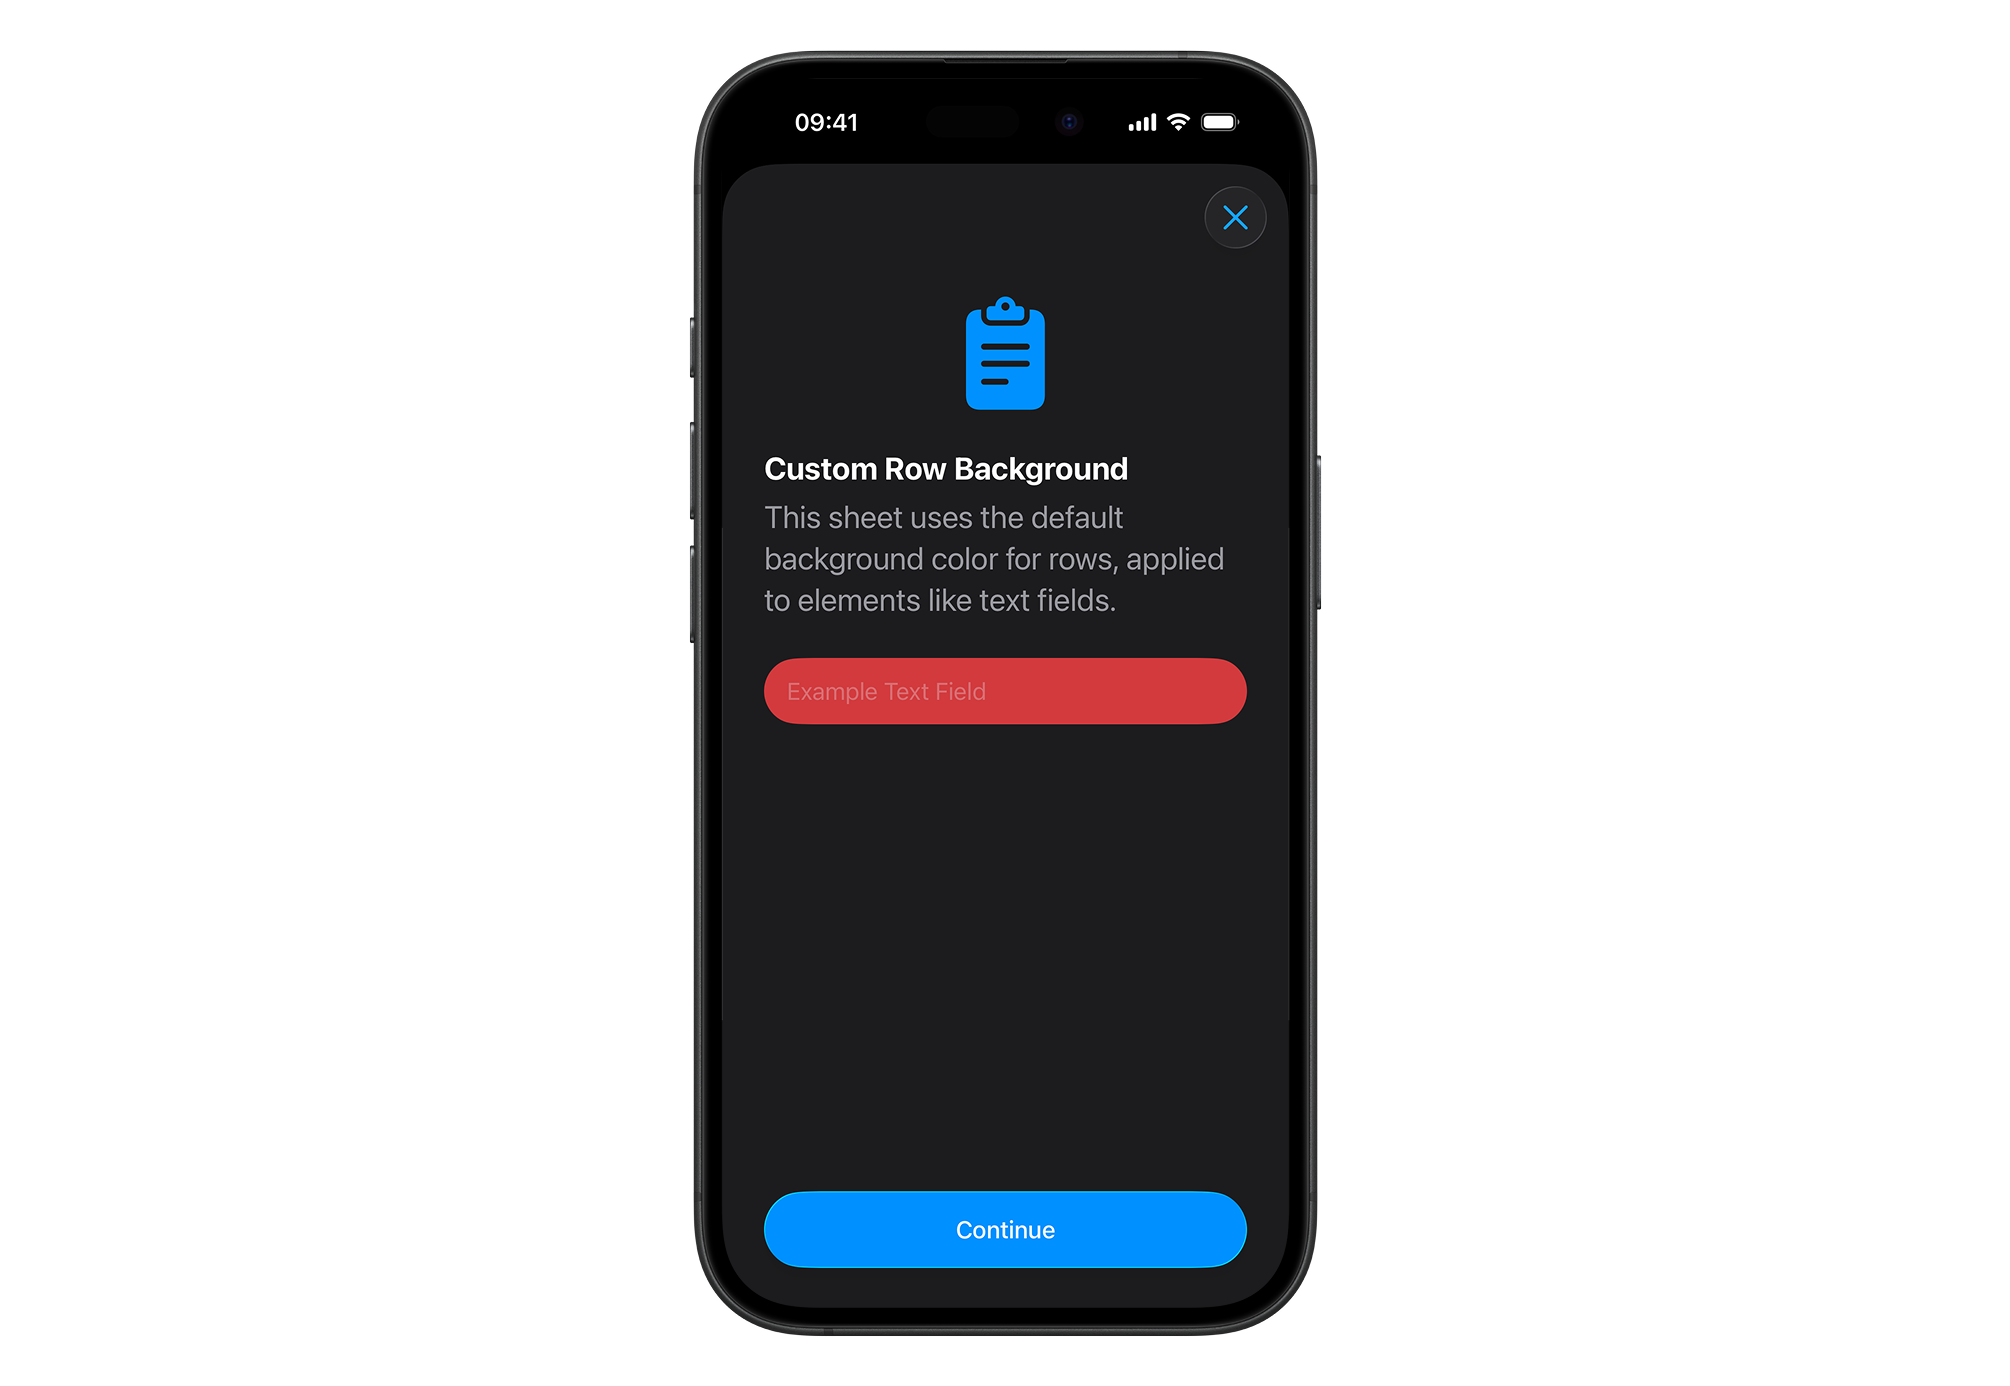 09:41
Custom Row Background
This sheet uses the default
background color for rows, applied
to elements like text fields.
Example Text Field
Continue